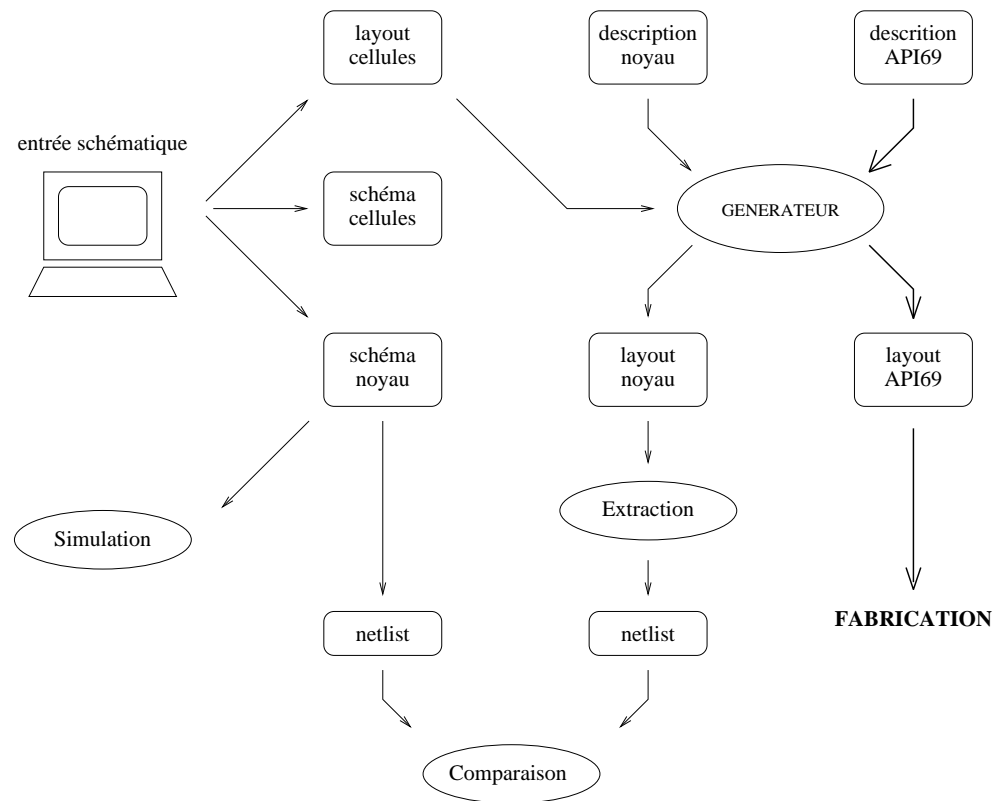 layout
cellules
description
noyau
descrition
API69
entrée schématique
schéma
cellules
GENERATEUR
schéma
noyau
layout
noyau
layout
API69
Simulation
Extraction
netlist
netlist
FABRICATION
Comparaison